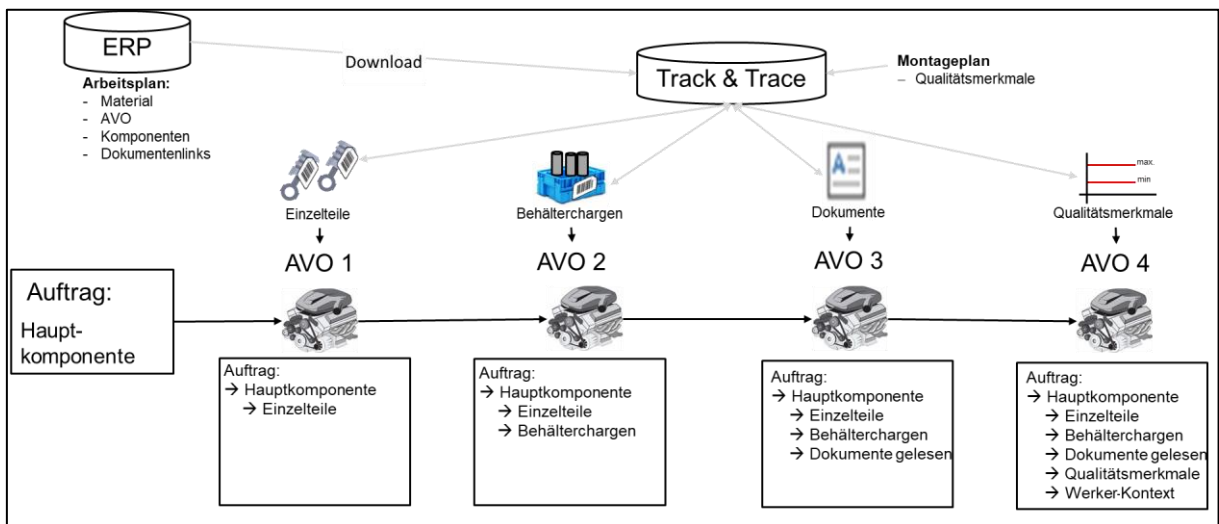 ERP
Download
Track & Trace
Montageplan
– Qualitätsmerkmale
Arbeitsplan:
- Material
- AVO
- Komponenten
- Dokumentenlinks
A
max.
min
Einzelteile
Behälterchargen
Dokumente
Qualitätsmerkmale
AVO 1
AVO 2
AVO 3
AVO 4
Auftrag:
Haupt-
komponente
Auftrag:
→ Hauptkomponente
→ Einzelteile
Auftrag:
→ Hauptkomponente
→ Einzelteile
→ Behälterchargen
Auftrag:
→ Hauptkomponente
→ Einzelteile
→ Behälterchargen
→ Dokumente gelesen
Auftrag:
→ Hauptkomponente
→ Einzelteile
→ Behälterchargen
→ Dokumente gelesen
→ Qualitätsmerkmale
→ Werker-Kontext